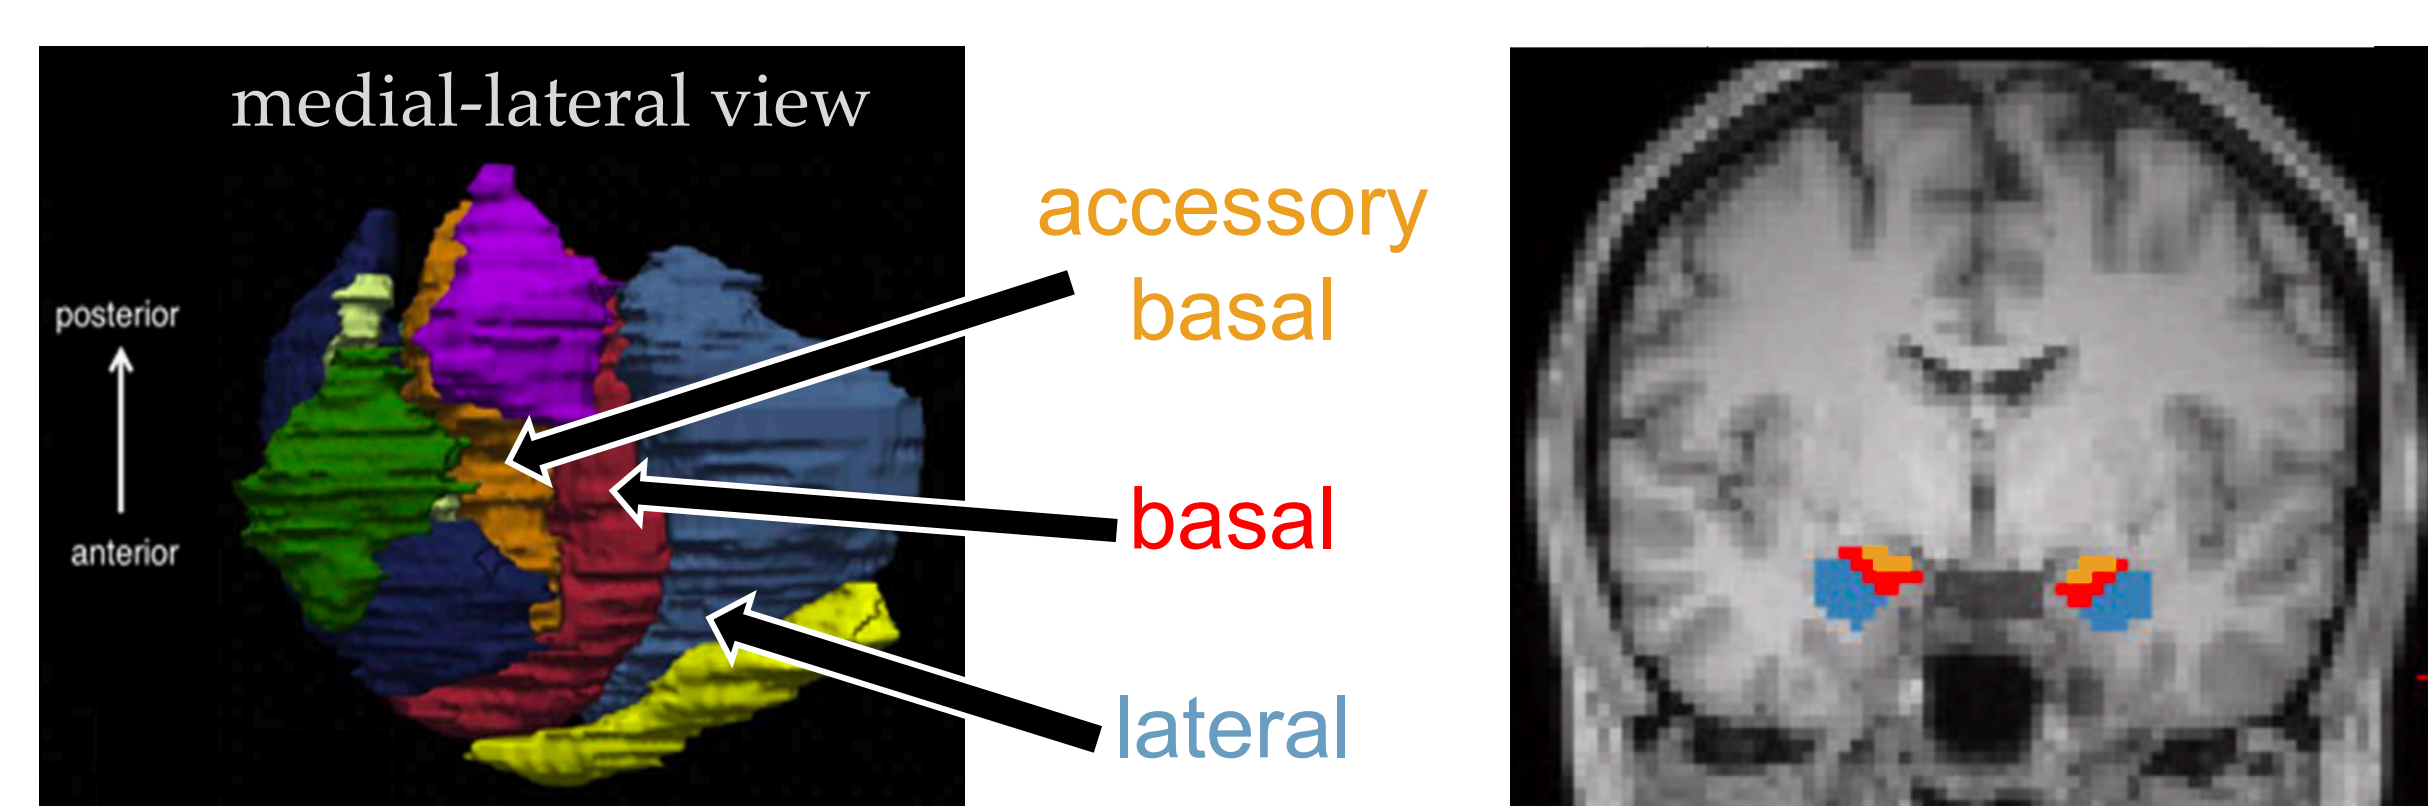 medial-lateral view
posterior
anterior
accessory
basal
basal
lateral